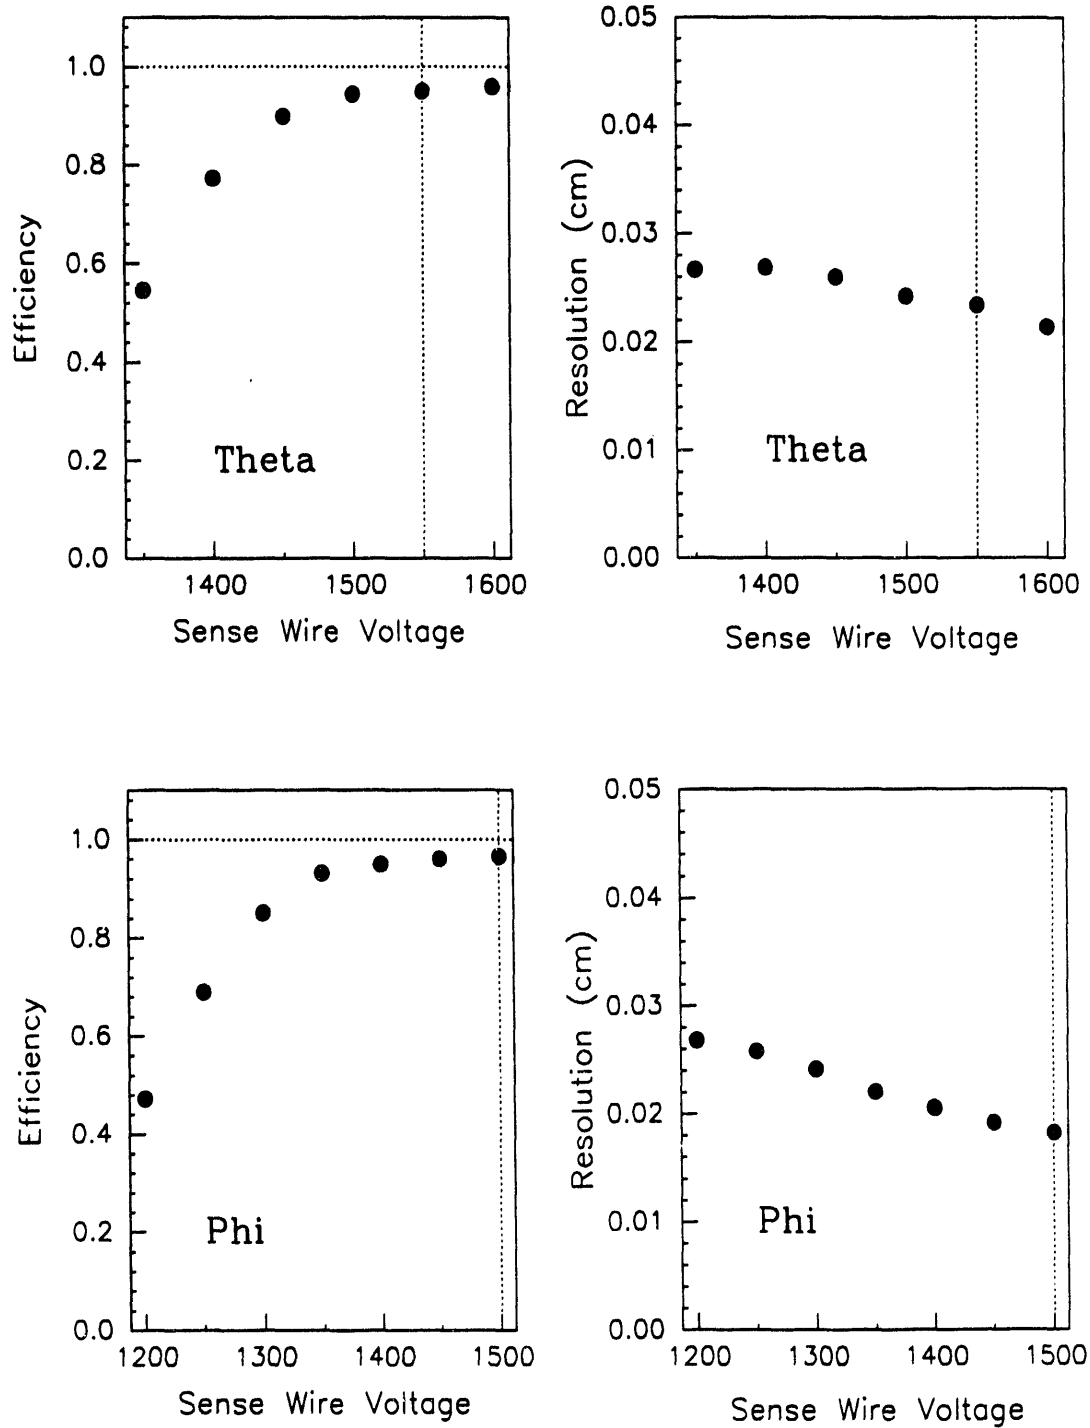 1.0
0.8
0.6
0.4
0.2
0.0
Efficiency
Theta
1400 1500 1600
Sense Wire Voltage
0.05
0.04
0.03
0.02
0.01
0.00
Resolution (cm)
Theta
1400 1500 1600
Sense Wire Voltage
1.0
0.8
0.6
0.4
0.2
0.0
Efficiency
Phi
1200 1300 1400 1500
Sense Wire Voltage
0.05
0.04
0.03
0.02
0.01
0.00
Resolution (cm)
Phi
1200 1300 1400 1500
Sense Wire Voltage